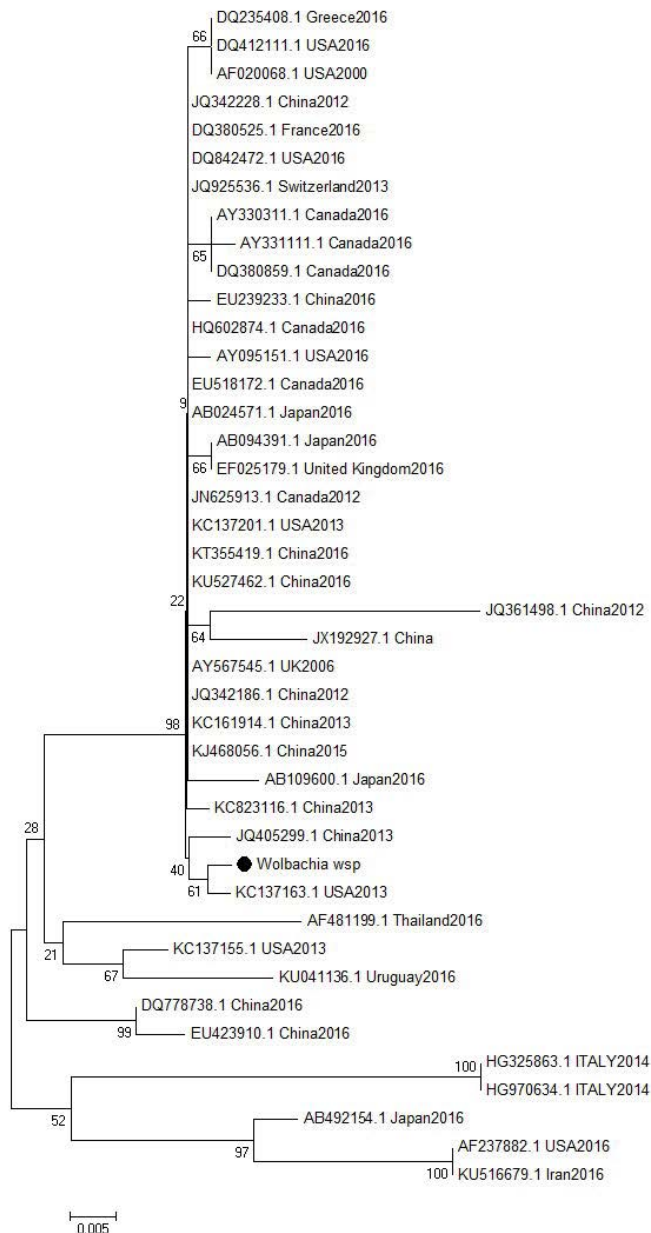 DQ235408.1 Greece2016
66
DQ412111.1 USA2016
AF020068.1 USA2000
JQ342228.1 China2012
DQ380525.1 France2016
DQ842472.1 USA2016
JQ925536.1 Switzerland2013
AY330311.1 Canada2016
AY331111.1 Canada2016
65
DQ380859.1 Canada2016
EU239233.1 China2016
HQ602874.1 Canada2016
AY095151.1 USA2016
EU518172.1 Canada2016
9
AB024571.1 Japan2016
AB094391.1 Japan2016
66
EF025179.1 United Kingdom2016
JN625913.1 Canada2012
KC137201.1 USA2013
KT355419.1 China2016
KU527462.1 China2016
22
JQ361498.1 China2012
64
JX192927.1 China
AY567545.1 UK2006
JQ342186.1 China2012
98
KC161914.1 China2013
KJ468056.1 China2015
AB109600.1 Japan2016
KC823116.1 China2013
28
JQ405299.1 China2013
40
Wolbachia wsp
61
KC137163.1 USA2013
AF481199.1 Thailand2016
21
KC137155.1 USA2013
67
KU041136.1 Uruguay2016
DQ778738.1 China2016
99
EU423910.1 China2016
100
HG325863.1 ITALY2014
HG970634.1 ITALY2014
52
AB492154.1 Japan2016
97
AF237882.1 USA2016
100
KU516679.1 Iran2016
0.005